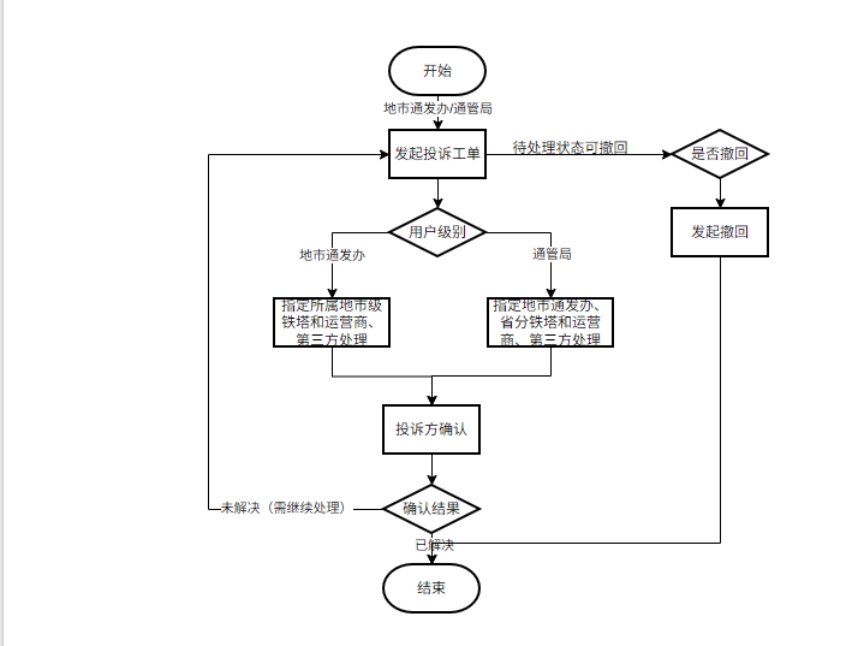 开始
地市通发办/通管局
发起投诉工单
待处理状态可撤回
是否撤回
用户级别
发起撤回
地市通发办
通管局
指定所属地市级
铁塔和运营商、
第三方处理
指定地市通发办、
省分铁塔和运营
商、第三方处理
投诉方确认
未解决（需继续处理）
确认结果
已解决
结束